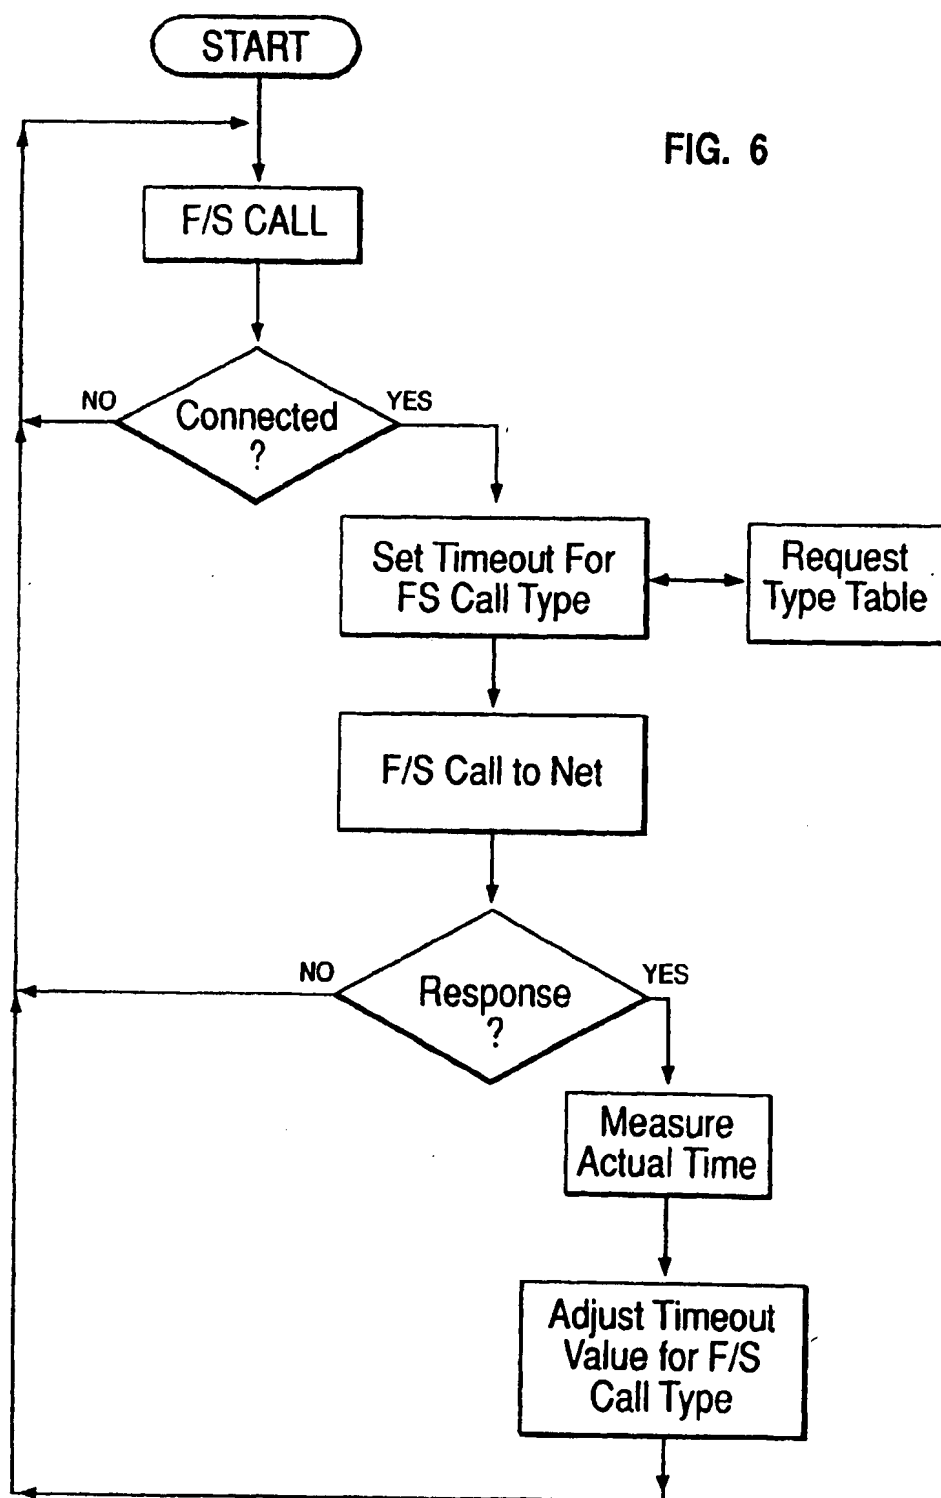 START
FIG. 6
F/S CALL
NO
YES
Connected
?
Set Timeout For
FS Call Type
Request
Type Table
F/S Call to Net
NO
YES
Response
?
Measure
Actual Time
Adjust Timeout
Value for F/S
Call Type